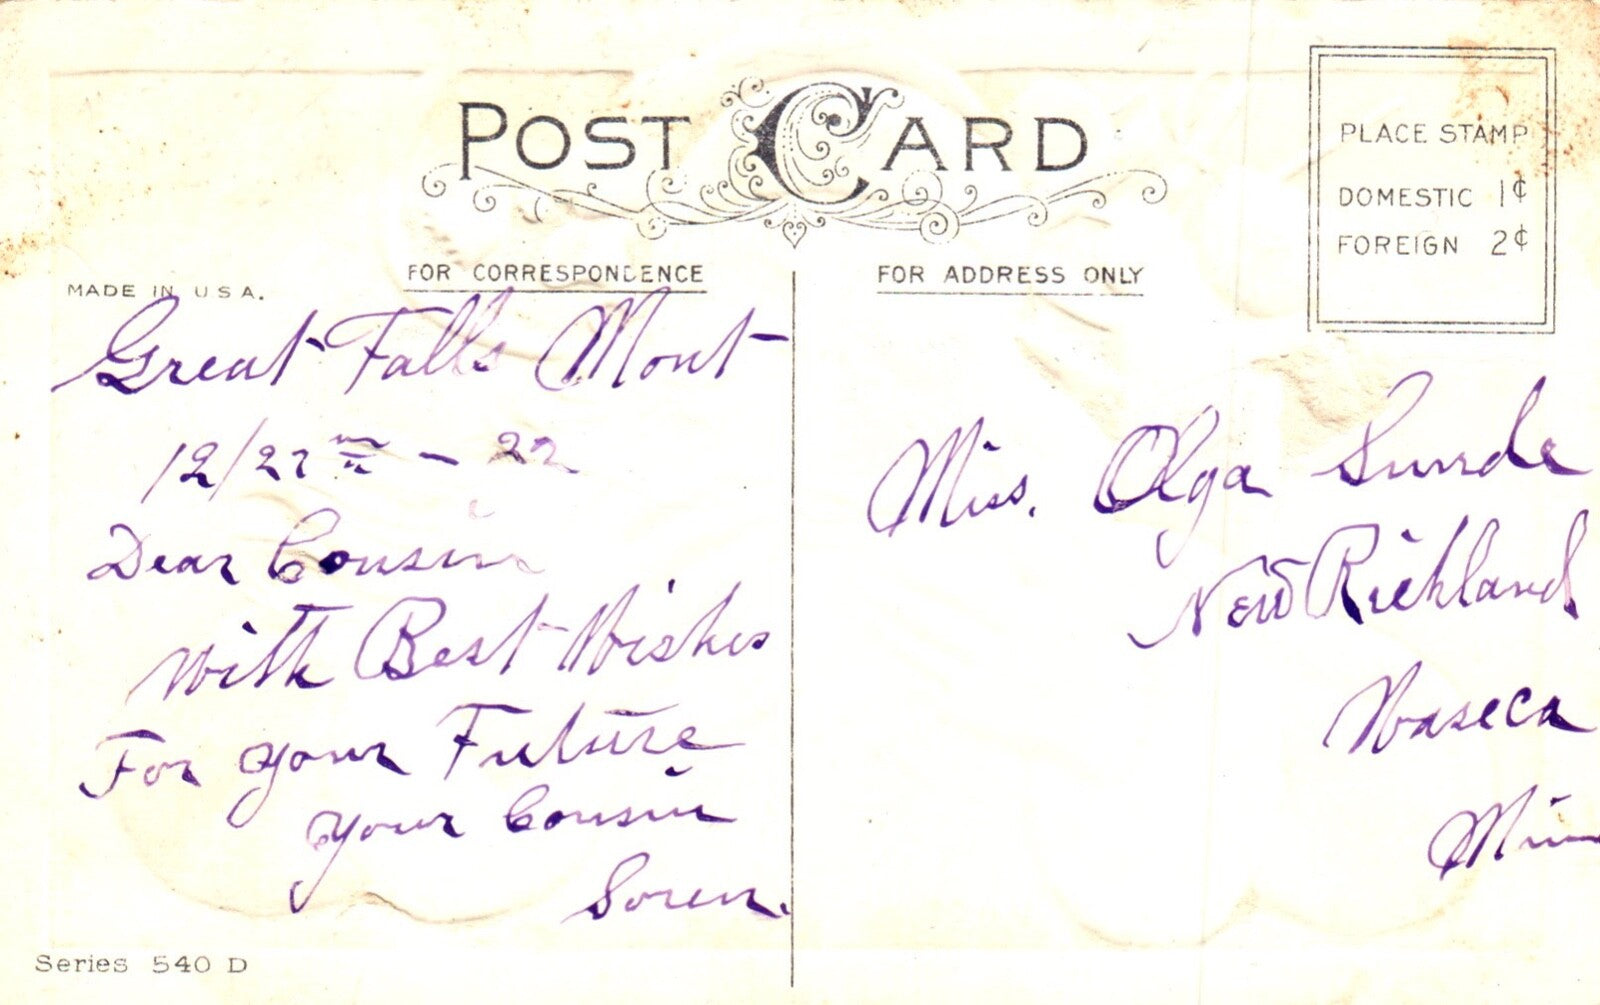 POST CARD
PLACE STAMP
DOMESTIC 1¢
FOREIGN 2¢
MADE IN U S A.
FOR CORRESPONDENCE
FOR ADDRESS ONLY
Great Falls Mont
12/27 - 22
Dear Cousin
With Best Wishes
For your Future
your Cousin
Soren.
Miss. Olga Sunde
New Richland
Waseca
Minn
Series 540 D